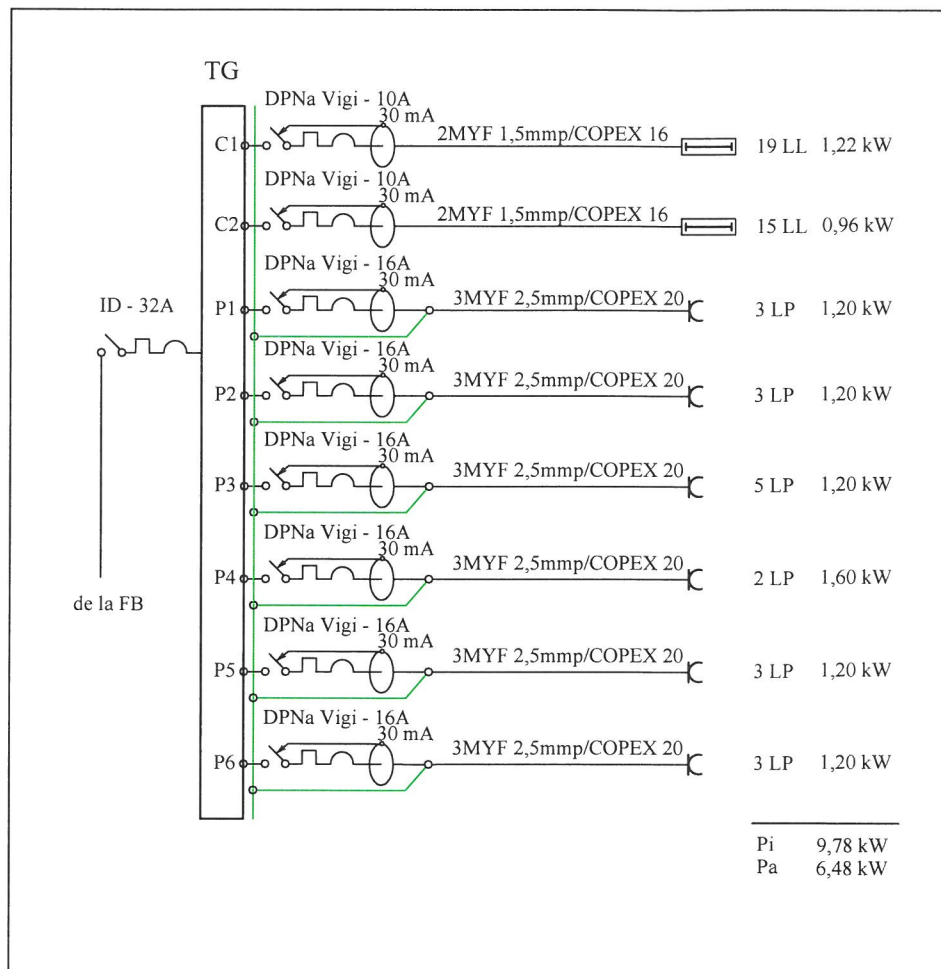 TG
DPNa Vigi - 10A
30 mA
C1
2MYF 1,5mmp/COPEX 16
19 LL 1,22 kW
DPNa Vigi - 10A
30 mA
C2
2MYF 1,5mmp/COPEX 16
15 LL 0,96 kW
DPNa Vigi - 16A
30 mA
ID - 32A
P1
3MYF 2,5mmp/COPEX 20
3 LP 1,20 kW
DPNa Vigi - 16A
30 mA
P2
3MYF 2,5mmp/COPEX 20
3 LP 1,20 kW
DPNa Vigi - 16A
30 mA
P3
3MYF 2,5mmp/COPEX 20
5 LP 1,20 kW
DPNa Vigi - 16A
30 mA
P4
3MYF 2,5mmp/COPEX 20
2 LP 1,60 kW
de la FB
DPNa Vigi - 16A
30 mA
P5
3MYF 2,5mmp/COPEX 20
3 LP 1,20 kW
DPNa Vigi - 16A
30 mA
P6
3MYF 2,5mmp/COPEX 20
3 LP 1,20 kW
Pi 9,78 kW
Pa 6,48 kW